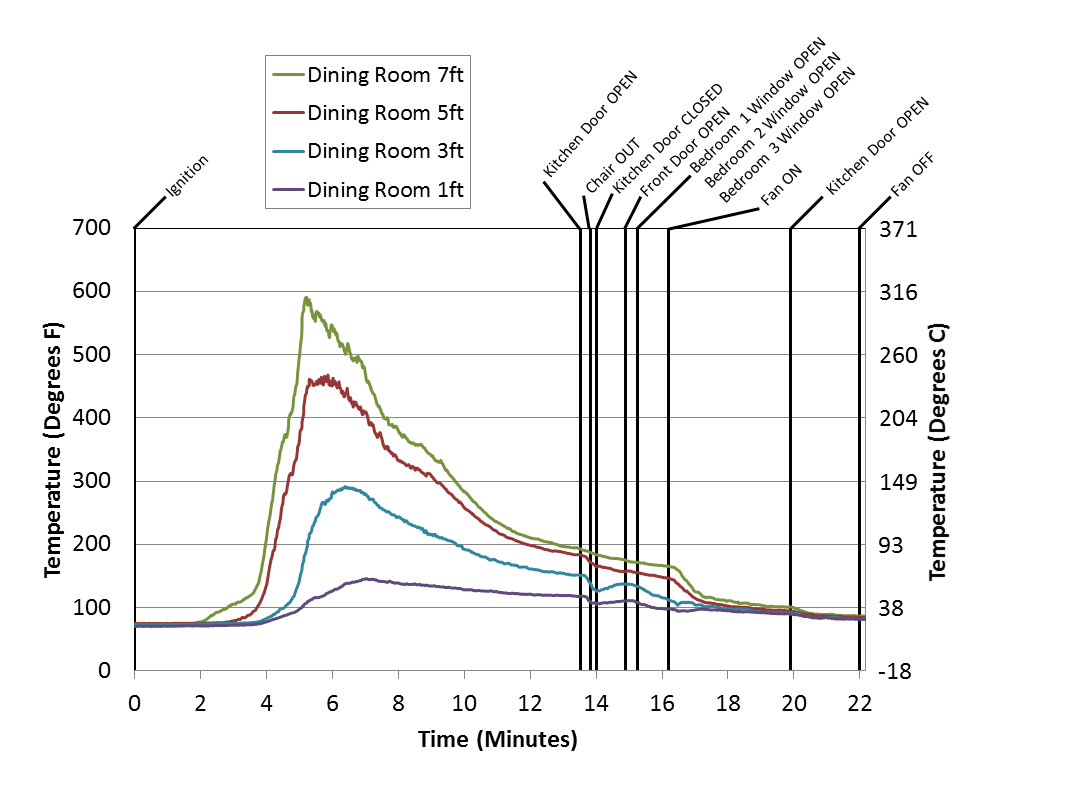 Dining Room 7ft
Dining Room 5ft
Dining Room 3ft
Dining Room 1ft
Ignition
Kitchen Door OPEN
Chair OUT
Kitchen Door CLOSED
Front Door OPEN
Bedroom 1 Window OPEN
Bedroom 2 Window OPEN
Bedroom 3 Window OPEN
Fan ON
Kitchen Door OPEN
Fan OFF
Temperature (Degrees F)
700
600
500
400
300
200
100
0
371
316
260
204
149
93
38
-18
Temperature (Degrees C)
0 2 4 6 8 10 12 14 16 18 20 22
Time (Minutes)